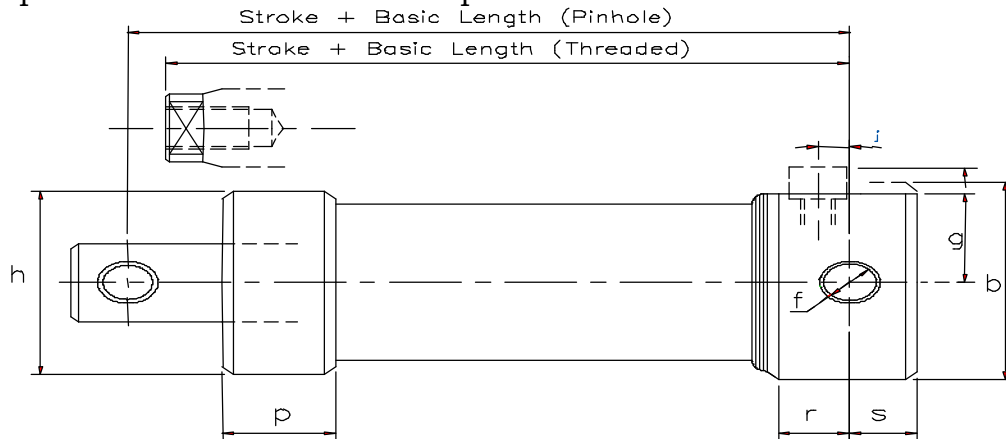 Stroke + Basic Length (Pinhole)
Stroke + Basic Length (Threaded)
j
g
h
f
b
p
r
s